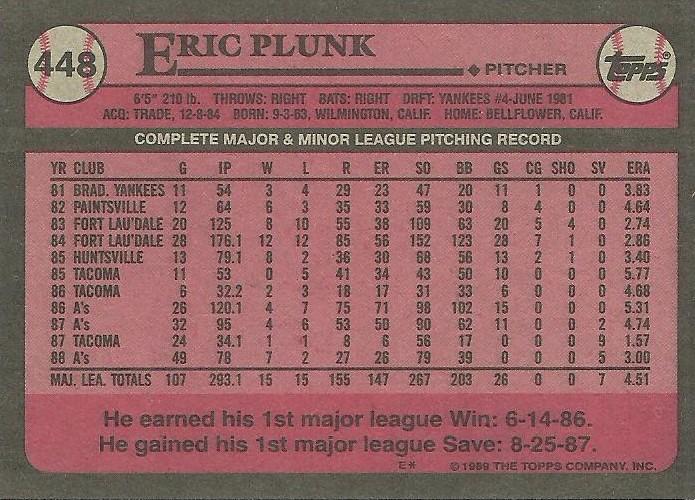 448 ERIC PLUNK PITCHER TOPPS®
6'5" 210 lb. THROWS: RIGHT BATS: RIGHT DRFT: YANKEES #4-JUNE 1981
ACQ: TRADE, 12-8-84 BORN: 9-3-63, WILMINGTON, CALIF. HOME: BELLFLOWER, CALIF.
COMPLETE MAJOR & MINOR LEAGUE PITCHING RECORD
YR CLUB G IP W L R ER SO BB GS CG SHO SV ERA
81 BRAD. YANKEES 11 54 3 4 29 23 47 20 11 1 0 0 3.83
82 PAINTSVILLE 12 64 6 3 35 33 59 30 8 4 0 0 4.64
83 FORT LAU'DALE 20 125 8 10 55 38 109 63 20 5 4 0 2.74
84 FORT LAU'DALE 28 176.1 12 12 85 56 152 123 28 7 1 0 2.86
85 HUNTSVILLE 13 79.1 8 2 36 30 68 56 13 2 1 0 3.40
85 TACOMA 11 53 0 5 41 34 43 50 10 0 0 0 5.77
86 TACOMA 6 32.2 2 3 18 17 31 33 6 0 0 0 4.68
86 A's 26 120.1 4 7 75 71 98 102 15 0 0 0 5.31
87 A's 32 95 4 6 53 50 90 62 11 0 0 2 4.74
87 TACOMA 24 34.1 1 1 8 6 56 17 0 0 0 9 1.57
88 A's 49 78 7 2 27 26 79 39 0 0 0 5 3.00
MAJ. LEA. TOTALS 107 293.1 15 15 155 147 267 203 26 0 0 7 4.51
He earned his 1st major league Win: 6-14-86.
He gained his 1st major league Save: 8-25-87.
E* © 1989 THE TOPPS COMPANY, INC.